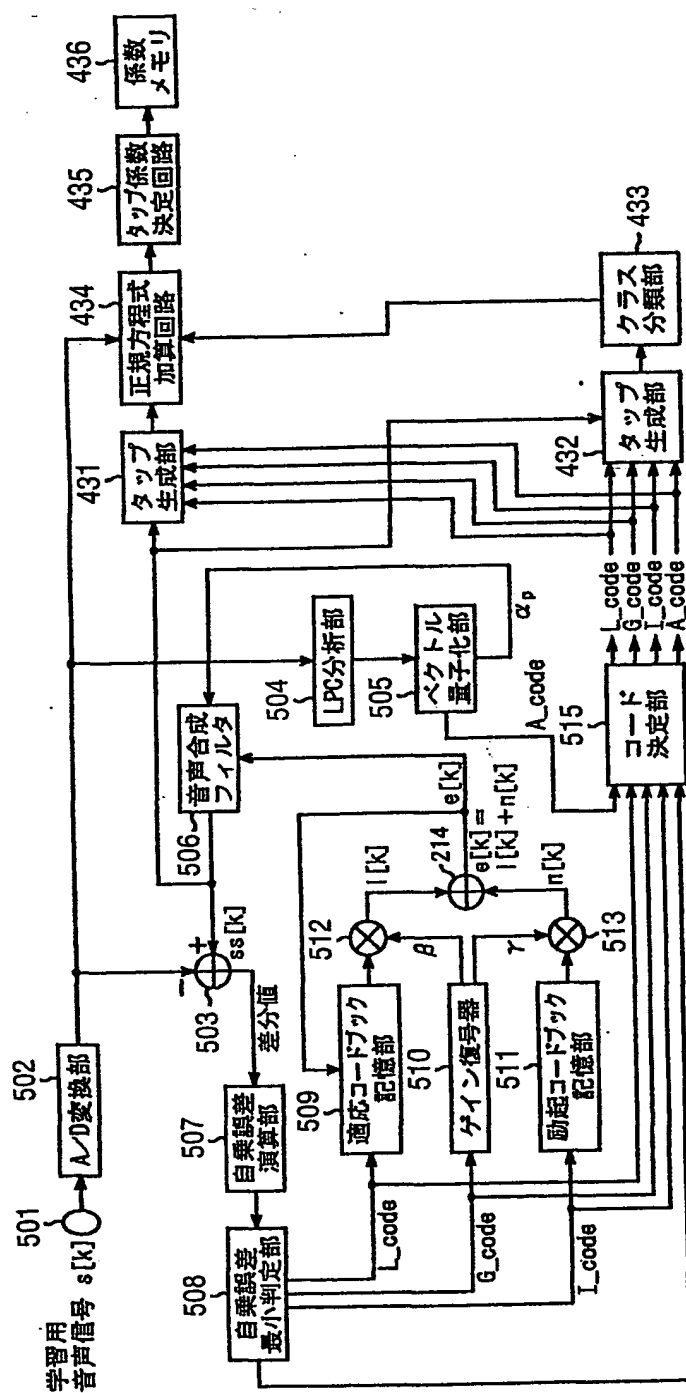 学習用
音声信号 s[k]
501
502
A/D変換部
503
差分値
ss[k]
+
-
504
LPC分析部
505
ベクトル
量子化部
αp
A_code
506
音声合成
フィルタ
507
自乗誤差
演算部
508
自乗誤差
最小判定部
L_code
G_code
I_code
509
適応コードブック
記憶部
510
ゲイン復号器
511
励起コードブック
記憶部
512
l[k]
β
γ
513
n[k]
214
e[k]=
l[k]+n[k]
e[k]
515
コード
決定部
L_code
G_code
I_code
A_code
431
タップ
生成部
432
タップ
生成部
433
クラス
分類部
434
正規方程式
加算回路
435
タップ係数
決定回路
436
係数
メモリ